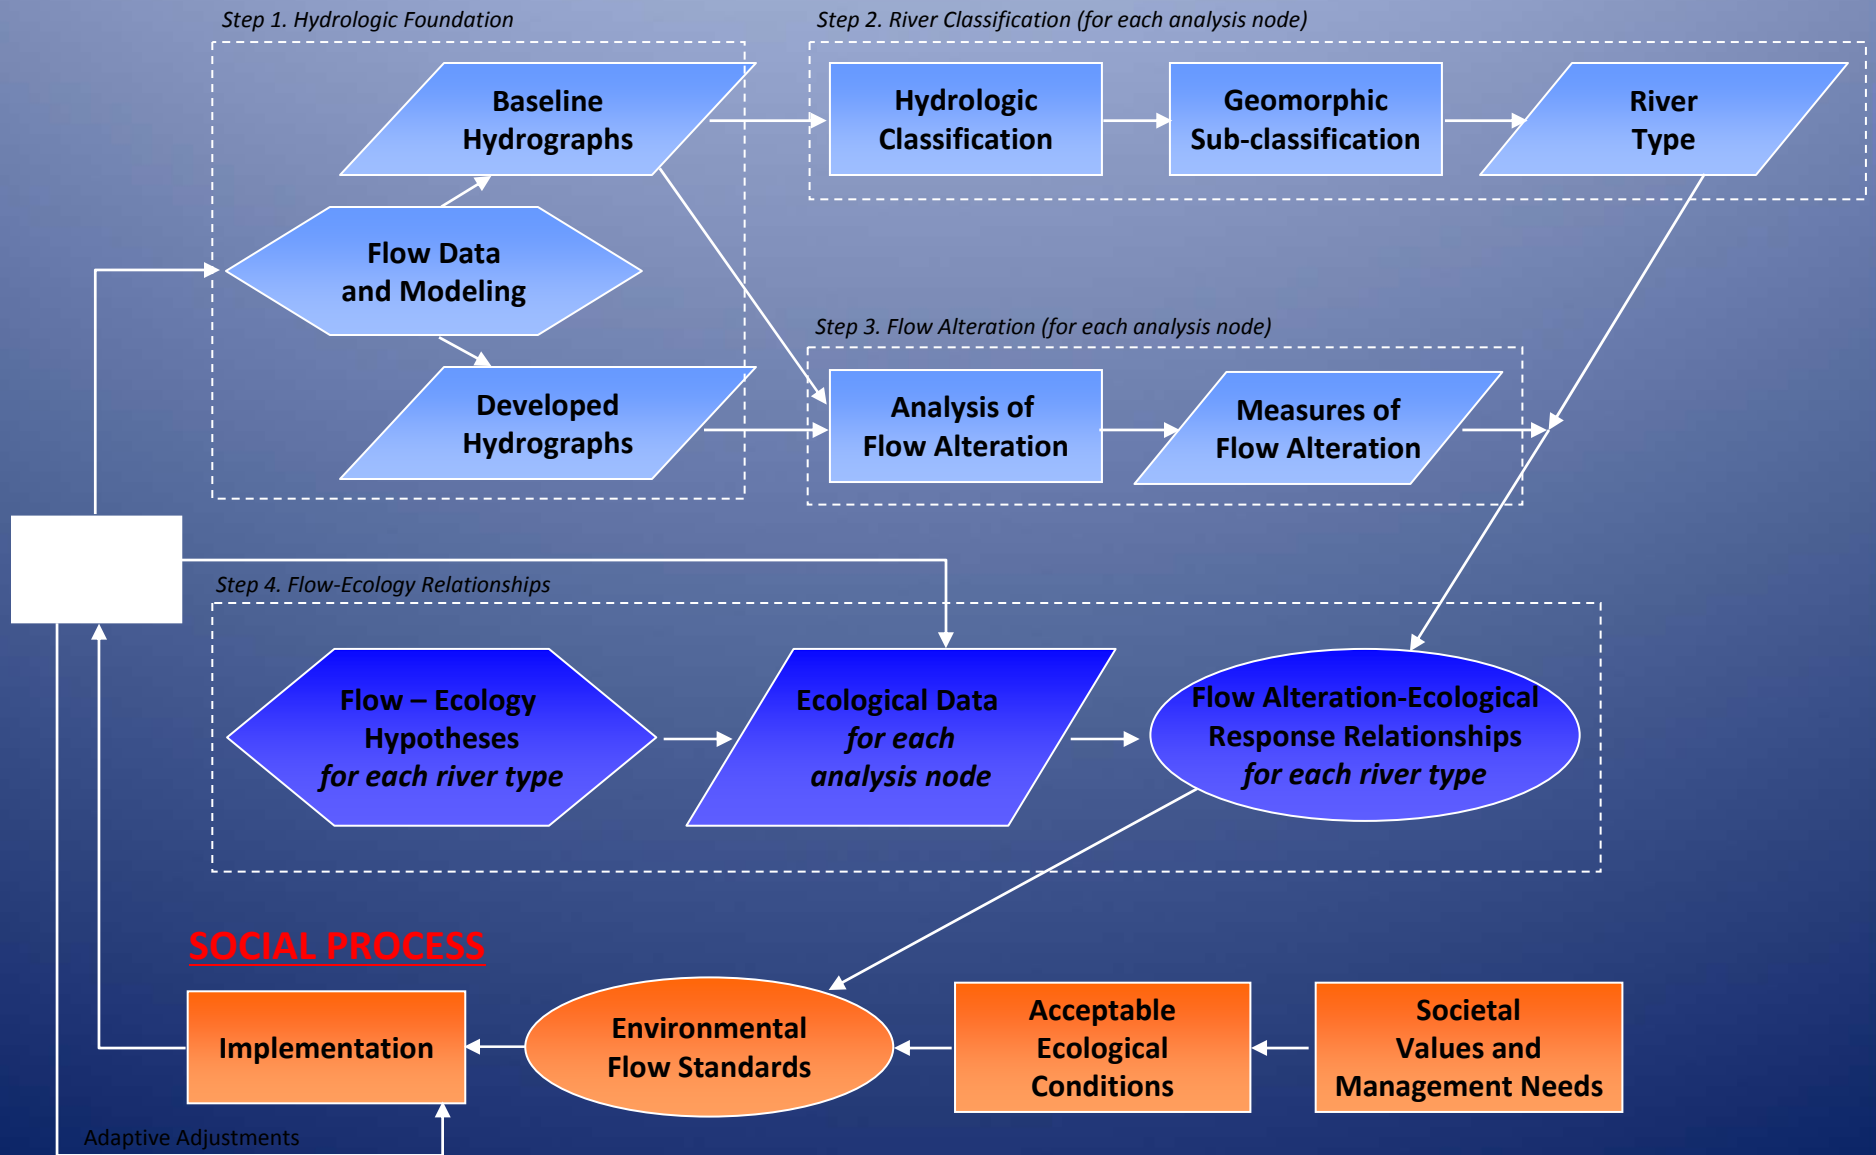 Step 1. Hydrologic Foundation
Step 2. River Classification (for each analysis node)
Baseline
Hydrographs
Hydrologic
Classification
Geomorphic
Sub-classification
River
Type
Flow Data
and Modeling
Step 3. Flow Alteration (for each analysis node)
Developed
Hydrographs
Analysis of
Flow Alteration
Measures of
Flow Alteration
Step 4. Flow-Ecology Relationships
Flow – Ecology
Hypotheses
for each river type
Ecological Data
for each
analysis node
Flow Alteration-Ecological
Response Relationships
for each river type
SOCIAL PROCESS
Implementation
Environmental
Flow Standards
Acceptable
Ecological
Conditions
Societal
Values and
Management Needs
Adaptive Adjustments